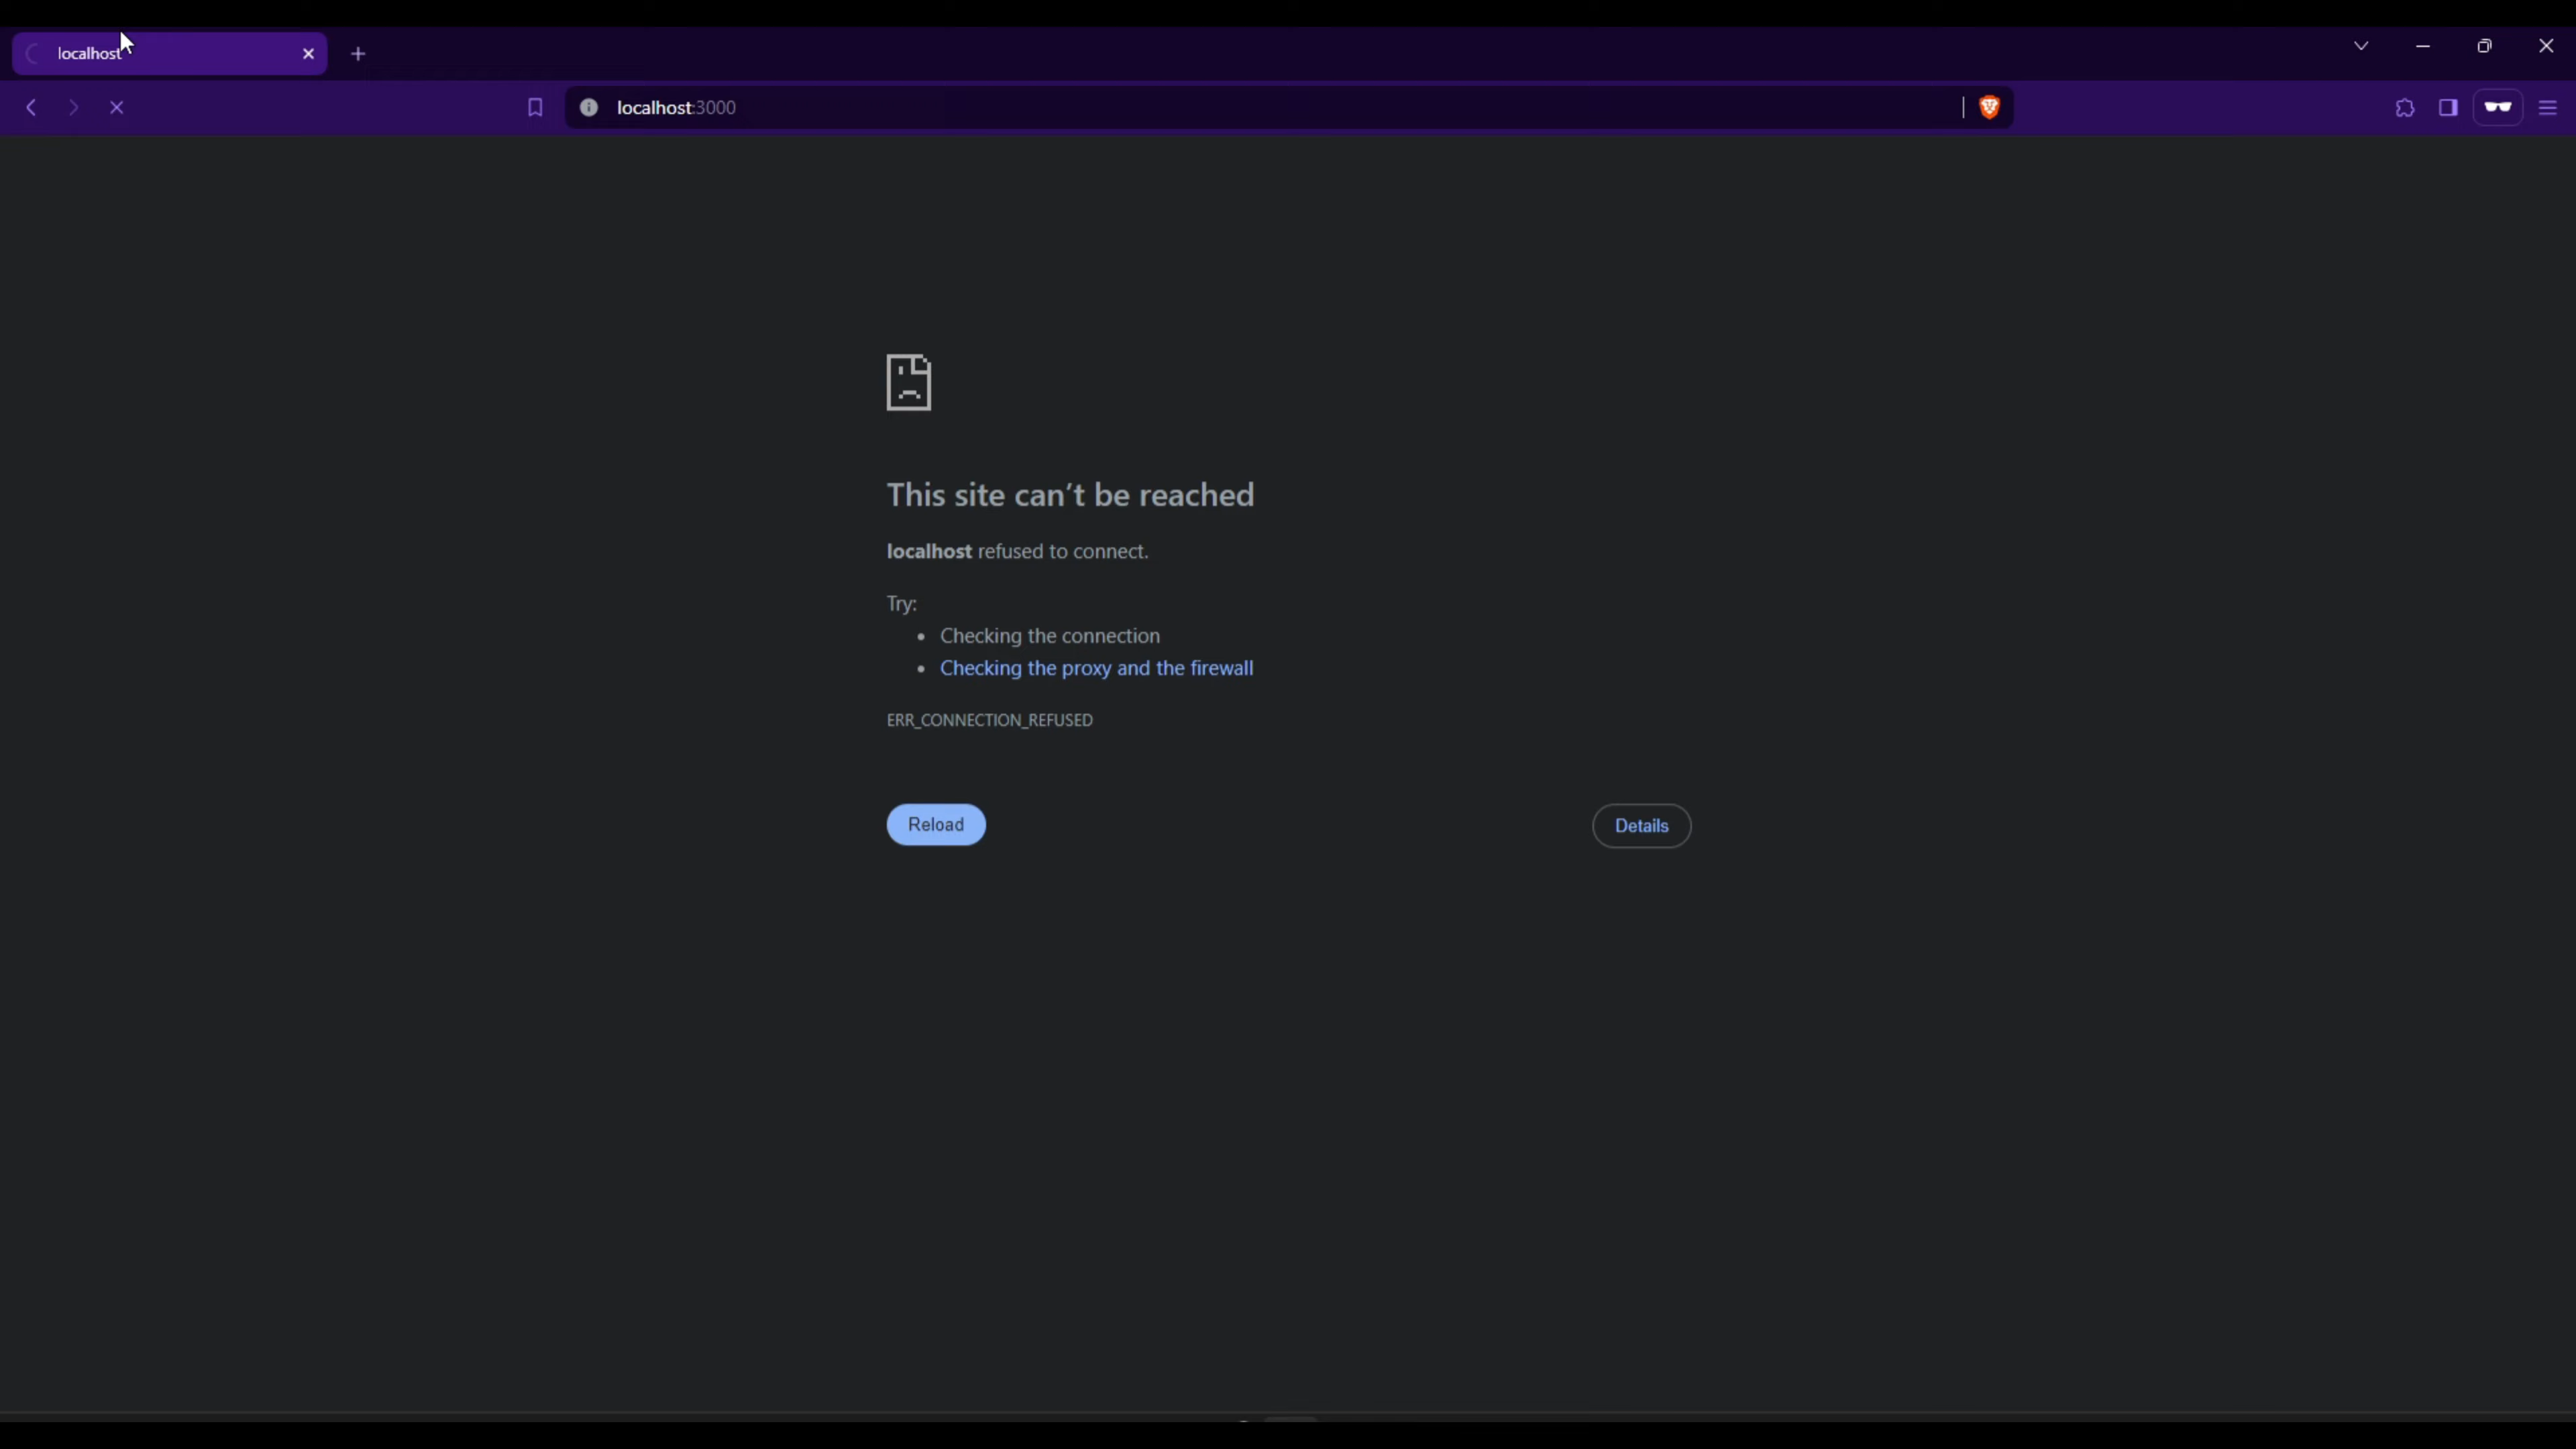 localhost
localhost:3000
This site can’t be reached
localhost refused to connect.
Try:
Checking the connection
Checking the proxy and the firewall
ERR_CONNECTION_REFUSED
Reload
Details